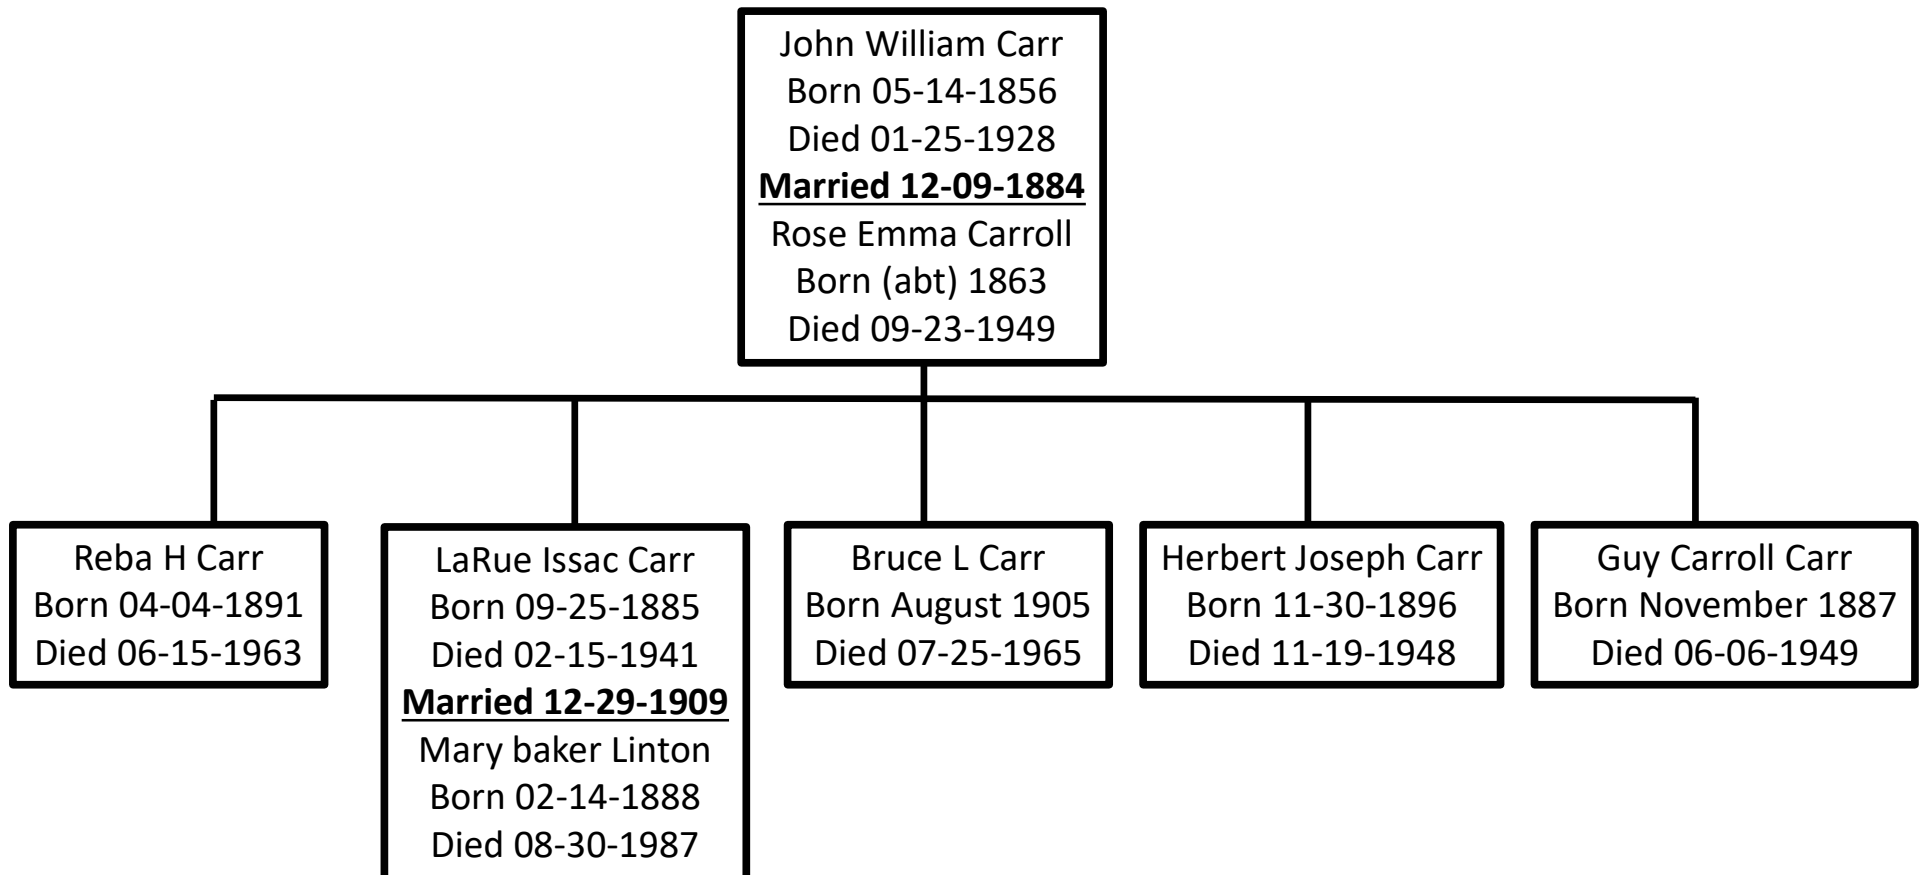 John William Carr
Born 05-14-1856
Died 01-25-1928
Married 12-09-1884
Rose Emma Carroll
Born (abt) 1863
Died 09-23-1949
Reba H Carr
Born 04-04-1891
Died 06-15-1963
LaRue Issac Carr
Born 09-25-1885
Died 02-15-1941
Married 12-29-1909
Mary baker Linton
Born 02-14-1888
Died 08-30-1987
Bruce L Carr
Born August 1905
Died 07-25-1965
Herbert Joseph Carr
Born 11-30-1896
Died 11-19-1948
Guy Carroll Carr
Born November 1887
Died 06-06-1949